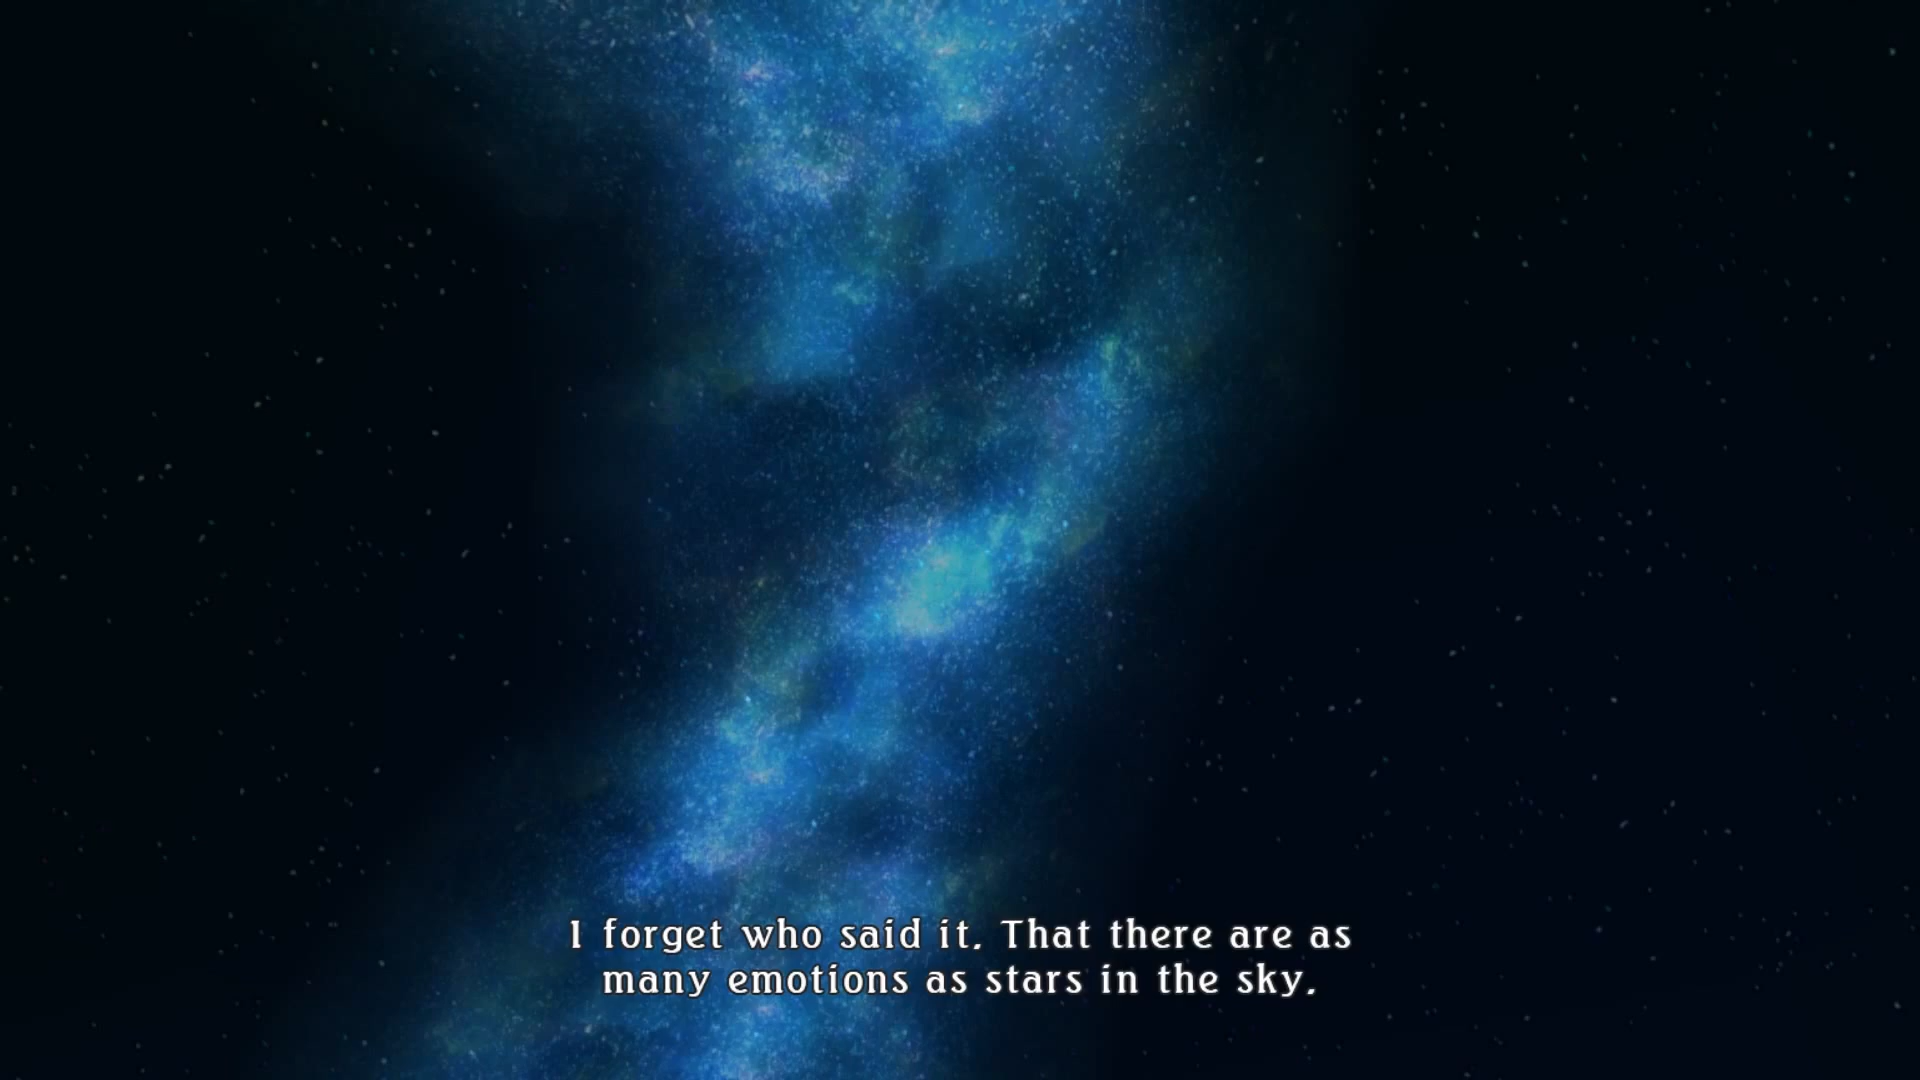 I forget who said it. That there are as
many emotions as stars in the sky.